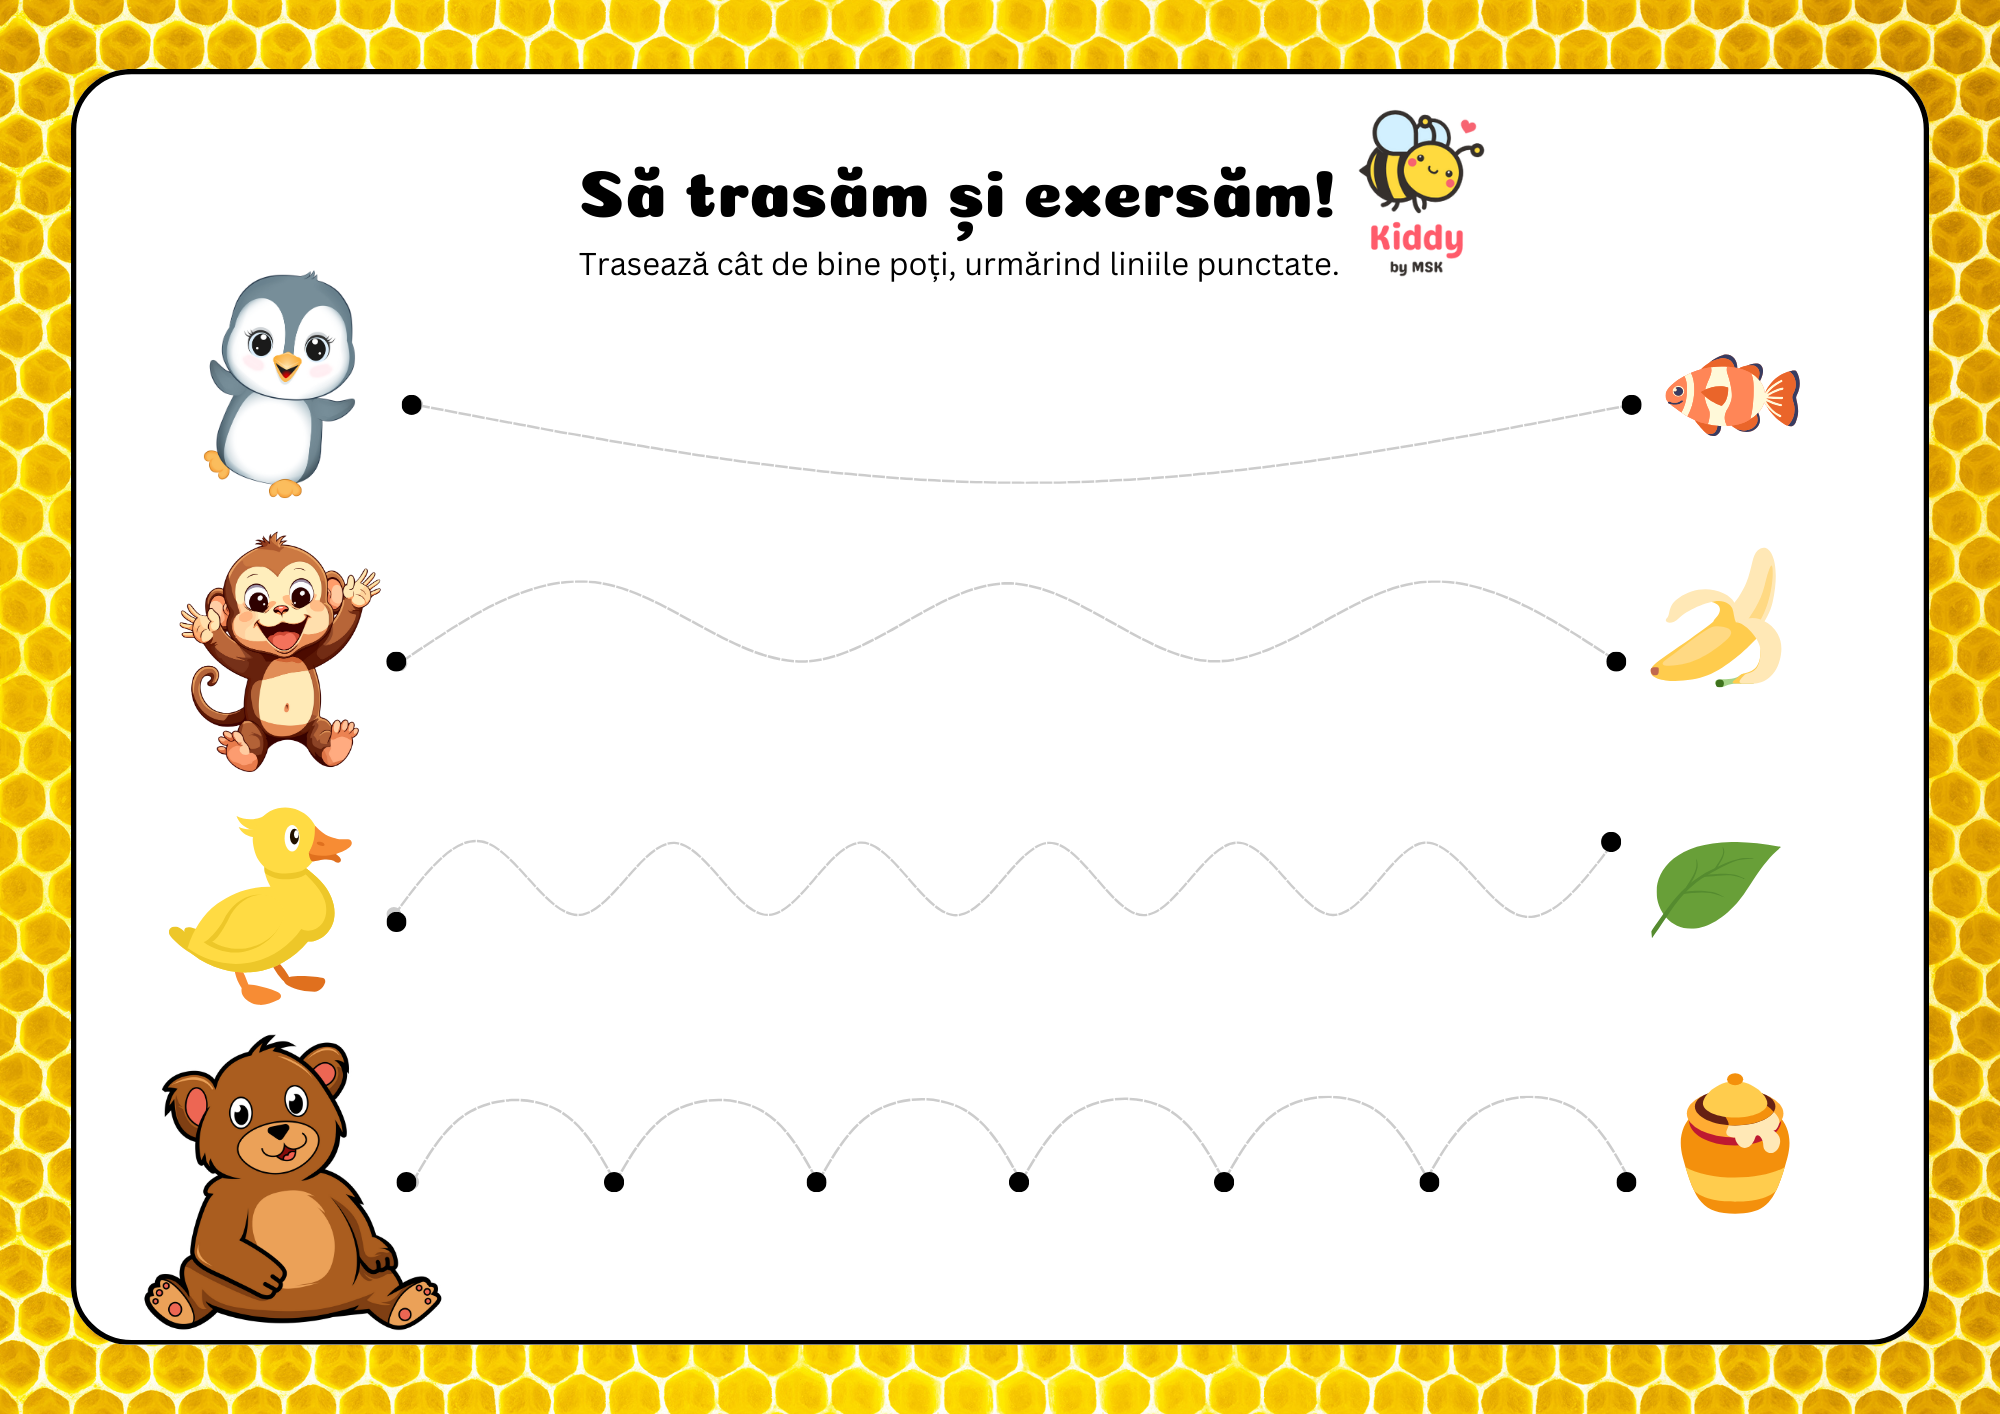 Să trasăm și exersăm!
Trasează cât de bine poți, urmărind liniile punctate.
Kiddy
by MSK